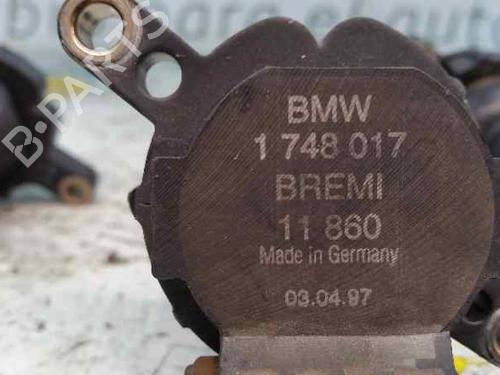 BMW
1 748 017
BREMI
11 860
Made in Germany
03.04.97
B-PARTS